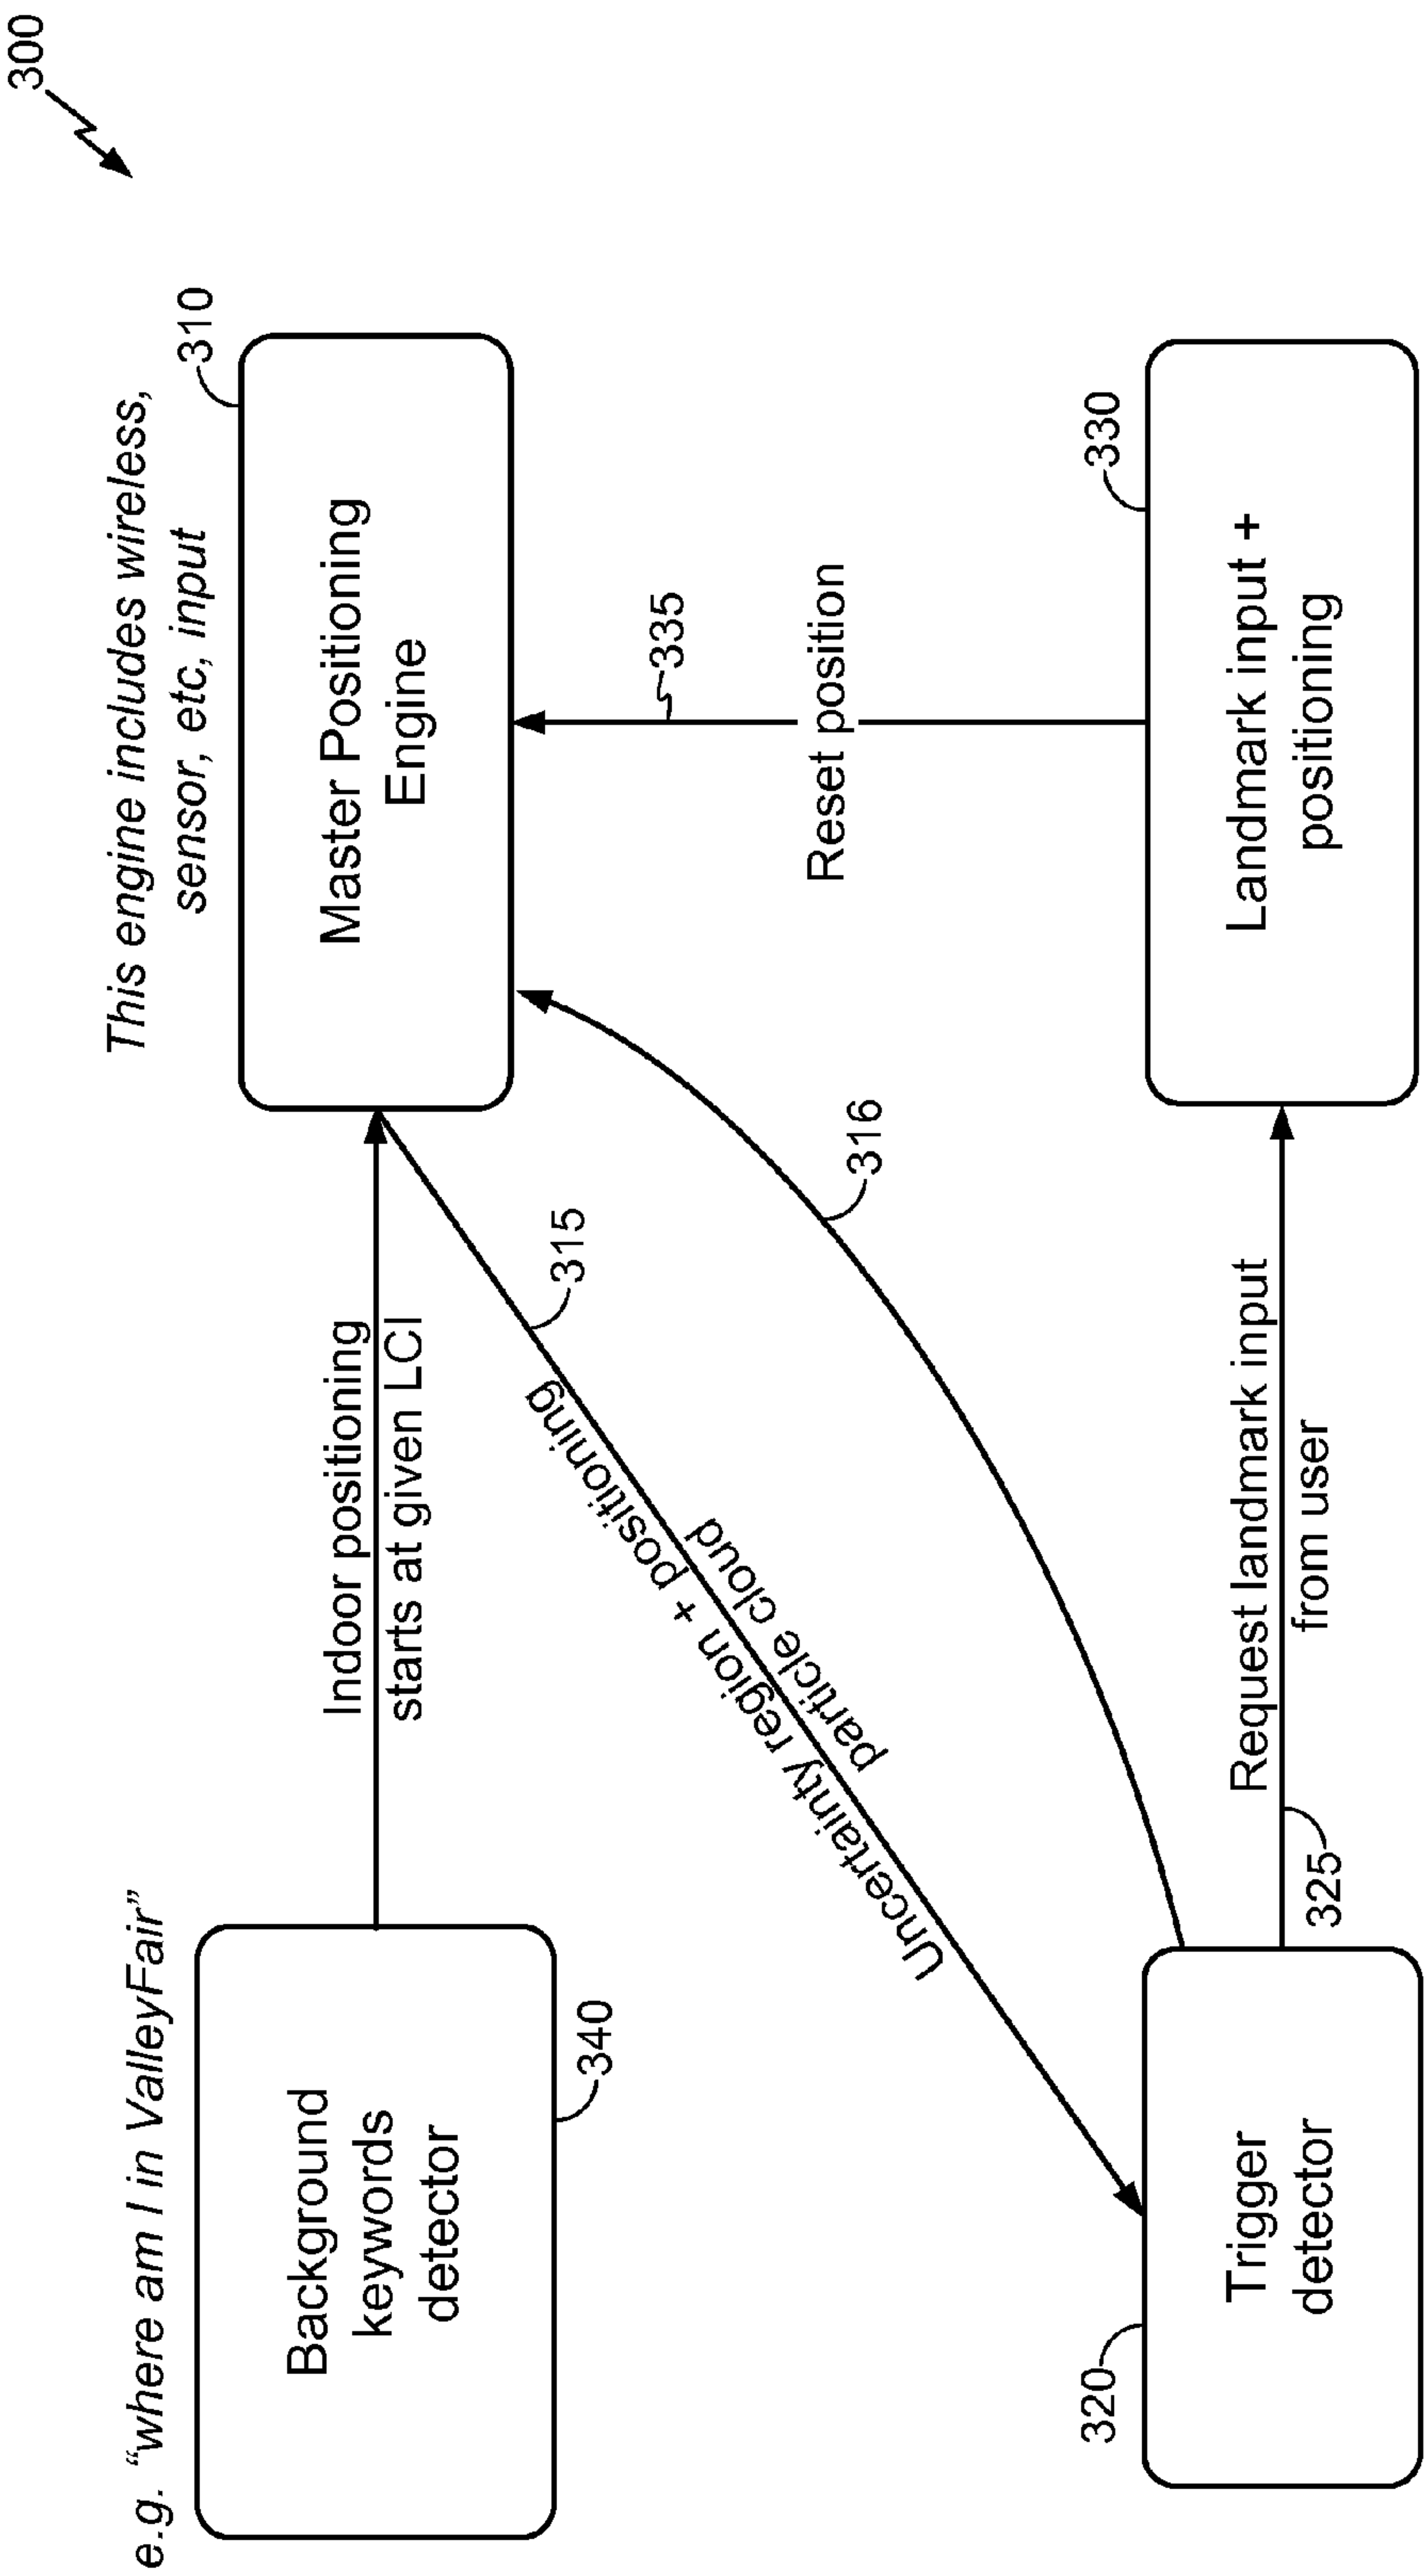 300
This engine includes wireless,
sensor, etc, input
310
Master Positioning
Engine
e.g. “where am I in ValleyFair”
Background
keywords
detector
340
Indoor positioning
starts at given LCI
315
Uncertainty region + positioning
particle cloud
316
335
Reset position
320
Trigger
detector
Request landmark input
from user
325
330
Landmark input +
positioning